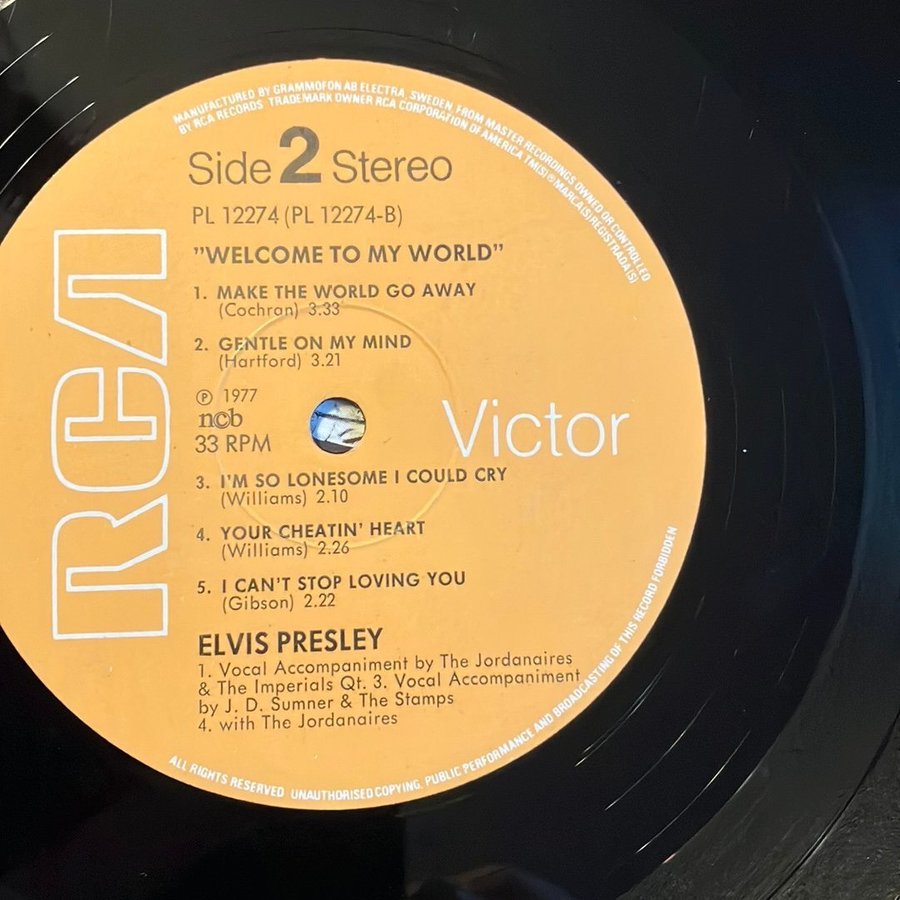 MANUFACTURED BY GRAMMOFON AB ELECTRA, SWEDEN FROM MASTER RECORDINGS OWNED OR CONTROLLED
BY RCA RECORDS TRADEMARK OWNER RCA CORPORATION OF AMERICA TM(S)® MARCA(S) REGISTRADA(S)
Side 2 Stereo
PL 12274 (PL 12274-B)
"WELCOME TO MY WORLD"
1. MAKE THE WORLD GO AWAY
(Cochran) 3.33
2. GENTLE ON MY MIND
(Hartford) 3.21
℗ 1977
ncb
33 RPM
RCA
Victor
3. I'M SO LONESOME I COULD CRY
(Williams) 2.10
4. YOUR CHEATIN' HEART
(Williams) 2.26
5. I CAN'T STOP LOVING YOU
(Gibson) 2.22
ELVIS PRESLEY
1. Vocal Accompaniment by The Jordanaires
& The Imperials Qt. 3. Vocal Accompaniment
by J. D. Sumner & The Stamps
4. with The Jordanaires
ALL RIGHTS RESERVED UNAUTHORISED COPYING, PUBLIC PERFORMANCE AND BROADCASTING OF THIS RECORD FORBIDDEN